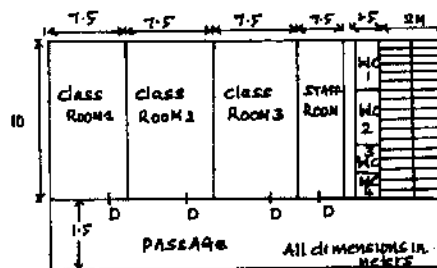 7.5 7.5 7.5 7.5 2.5 2M
10
Class ROOM 1
Class ROOM 2
Class ROOM 3
STAFF ROOM
WC 1
WC 2
3 WC
WC 4
D D D D
1.5
PASSAGE
All dimensions in meters